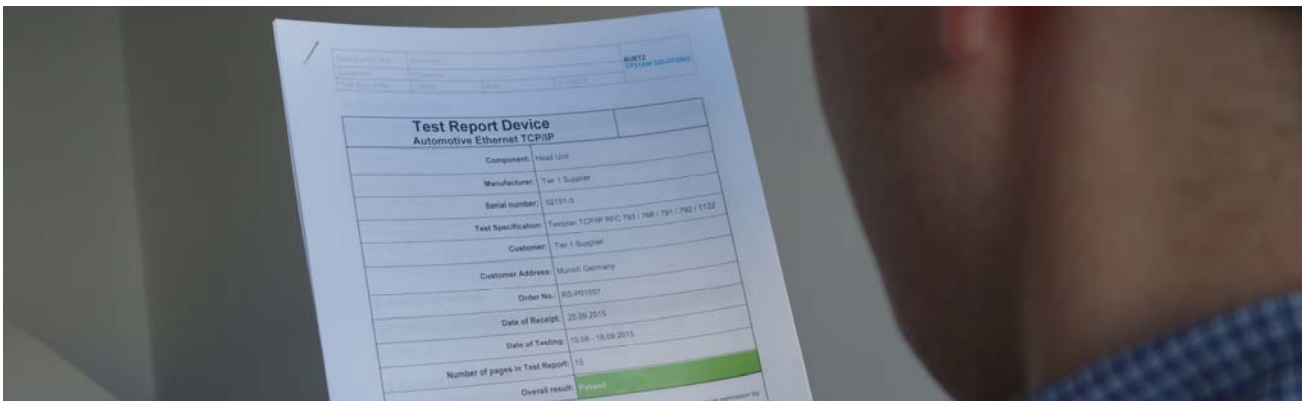 RUETZ
SYSTEM SOLUTIONS
Test Report Device
Automotive Ethernet TCP/IP
Component: Head Unit
Manufacturer: Tier 1 Supplier
Serial number: 02151-3
Test Specification: Testplan TCP/IP RFC 793 / 768 / 791 / 792 / 1122
Customer: Tier 1 Supplier
Customer Address: Munich Germany
Order No.: RS-P01557
Date of Receipt: 20.09.2015
Date of Testing: 10.08 - 18.09.2015
Number of pages in Test Report: 15
Overall result: Passed